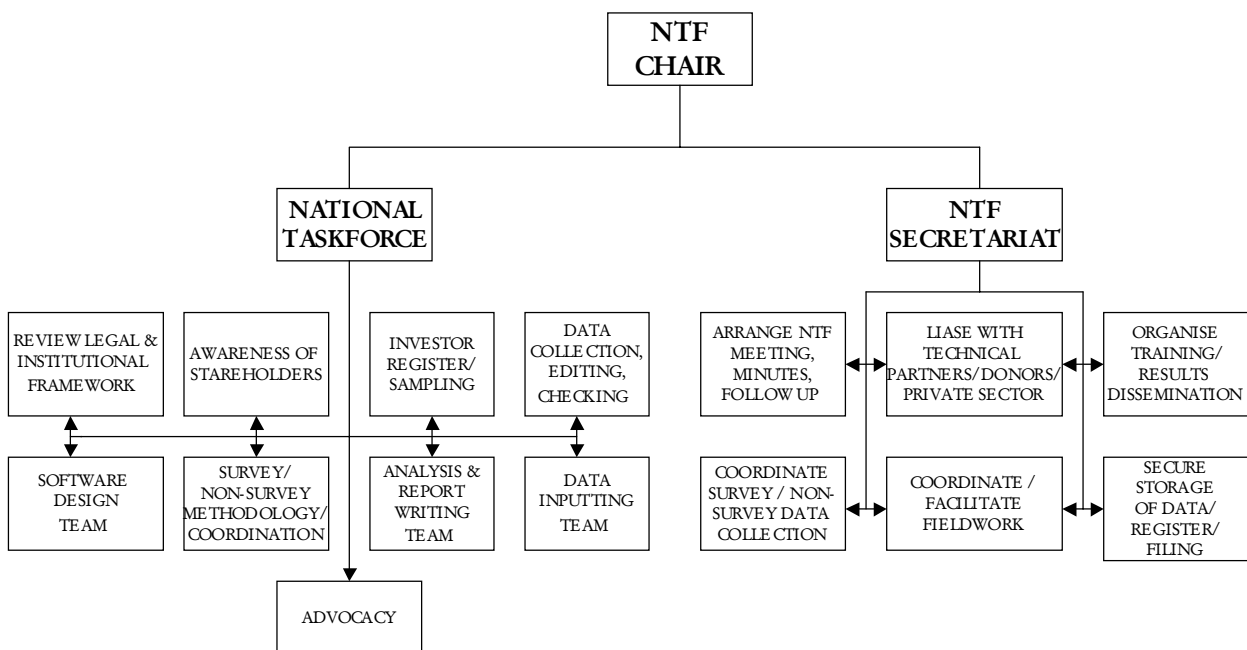 NTF
CHAIR
NATIONAL
TASKFORCE
NTF
SECRETARIAT
REVIEW LEGAL &
INSTITUTIONAL
FRAMEWORK
AWARENESS OF
STAREHOLDERS
INVESTOR
REGISTER/
SAMPLING
DATA
COLLECTION,
EDITING,
CHECKING
ARRANGE NTF
MEETING,
MINUTES,
FOLLOW UP
LIASE WITH
TECHNICAL
PARTNERS/DONORS/
PRIVATE SECTOR
ORGANISE
TRAINING/
RESULTS
DISSEMINATION
SOFTWARE
DESIGN
TEAM
SURVEY/
NON-SURVEY
METHODOLOGY/
COORDINATION
ANALYSIS &
REPORT
WRITING
TEAM
DATA
INPUTTING
TEAM
COORDINATE
SURVEY / NON-
SURVEY DATA
COLLECTION
COORDINATE /
FACILITATE
FIELDWORK
SECURE
STORAGE
OF DATA/
REGISTER/
FILING
ADVOCACY